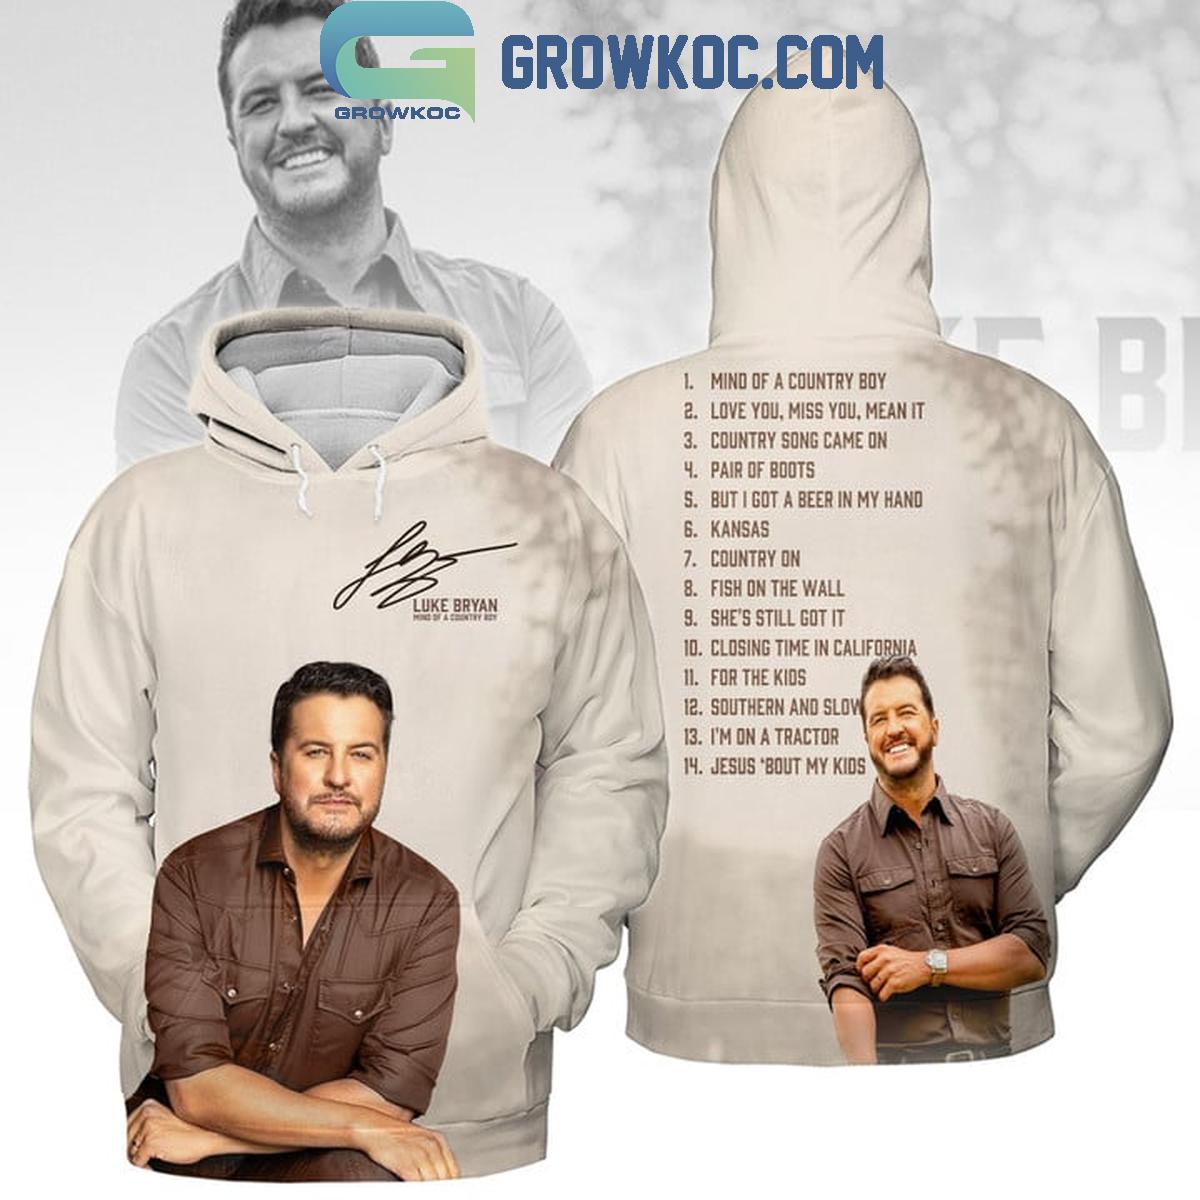 GROWKOC.COM
GROWKOC
LUKE BRYAN
MIND OF A COUNTRY BOY
1. MIND OF A COUNTRY BOY
2. LOVE YOU, MISS YOU, MEAN IT
3. COUNTRY SONG CAME ON
4. PAIR OF BOOTS
5. BUT I GOT A BEER IN MY HAND
6. KANSAS
7. COUNTRY ON
8. FISH ON THE WALL
9. SHE'S STILL GOT IT
10. CLOSING TIME IN CALIFORNIA
11. FOR THE KIDS
12. SOUTHERN AND SLOW
13. I'M ON A TRACTOR
14. JESUS ‘BOUT MY KIDS